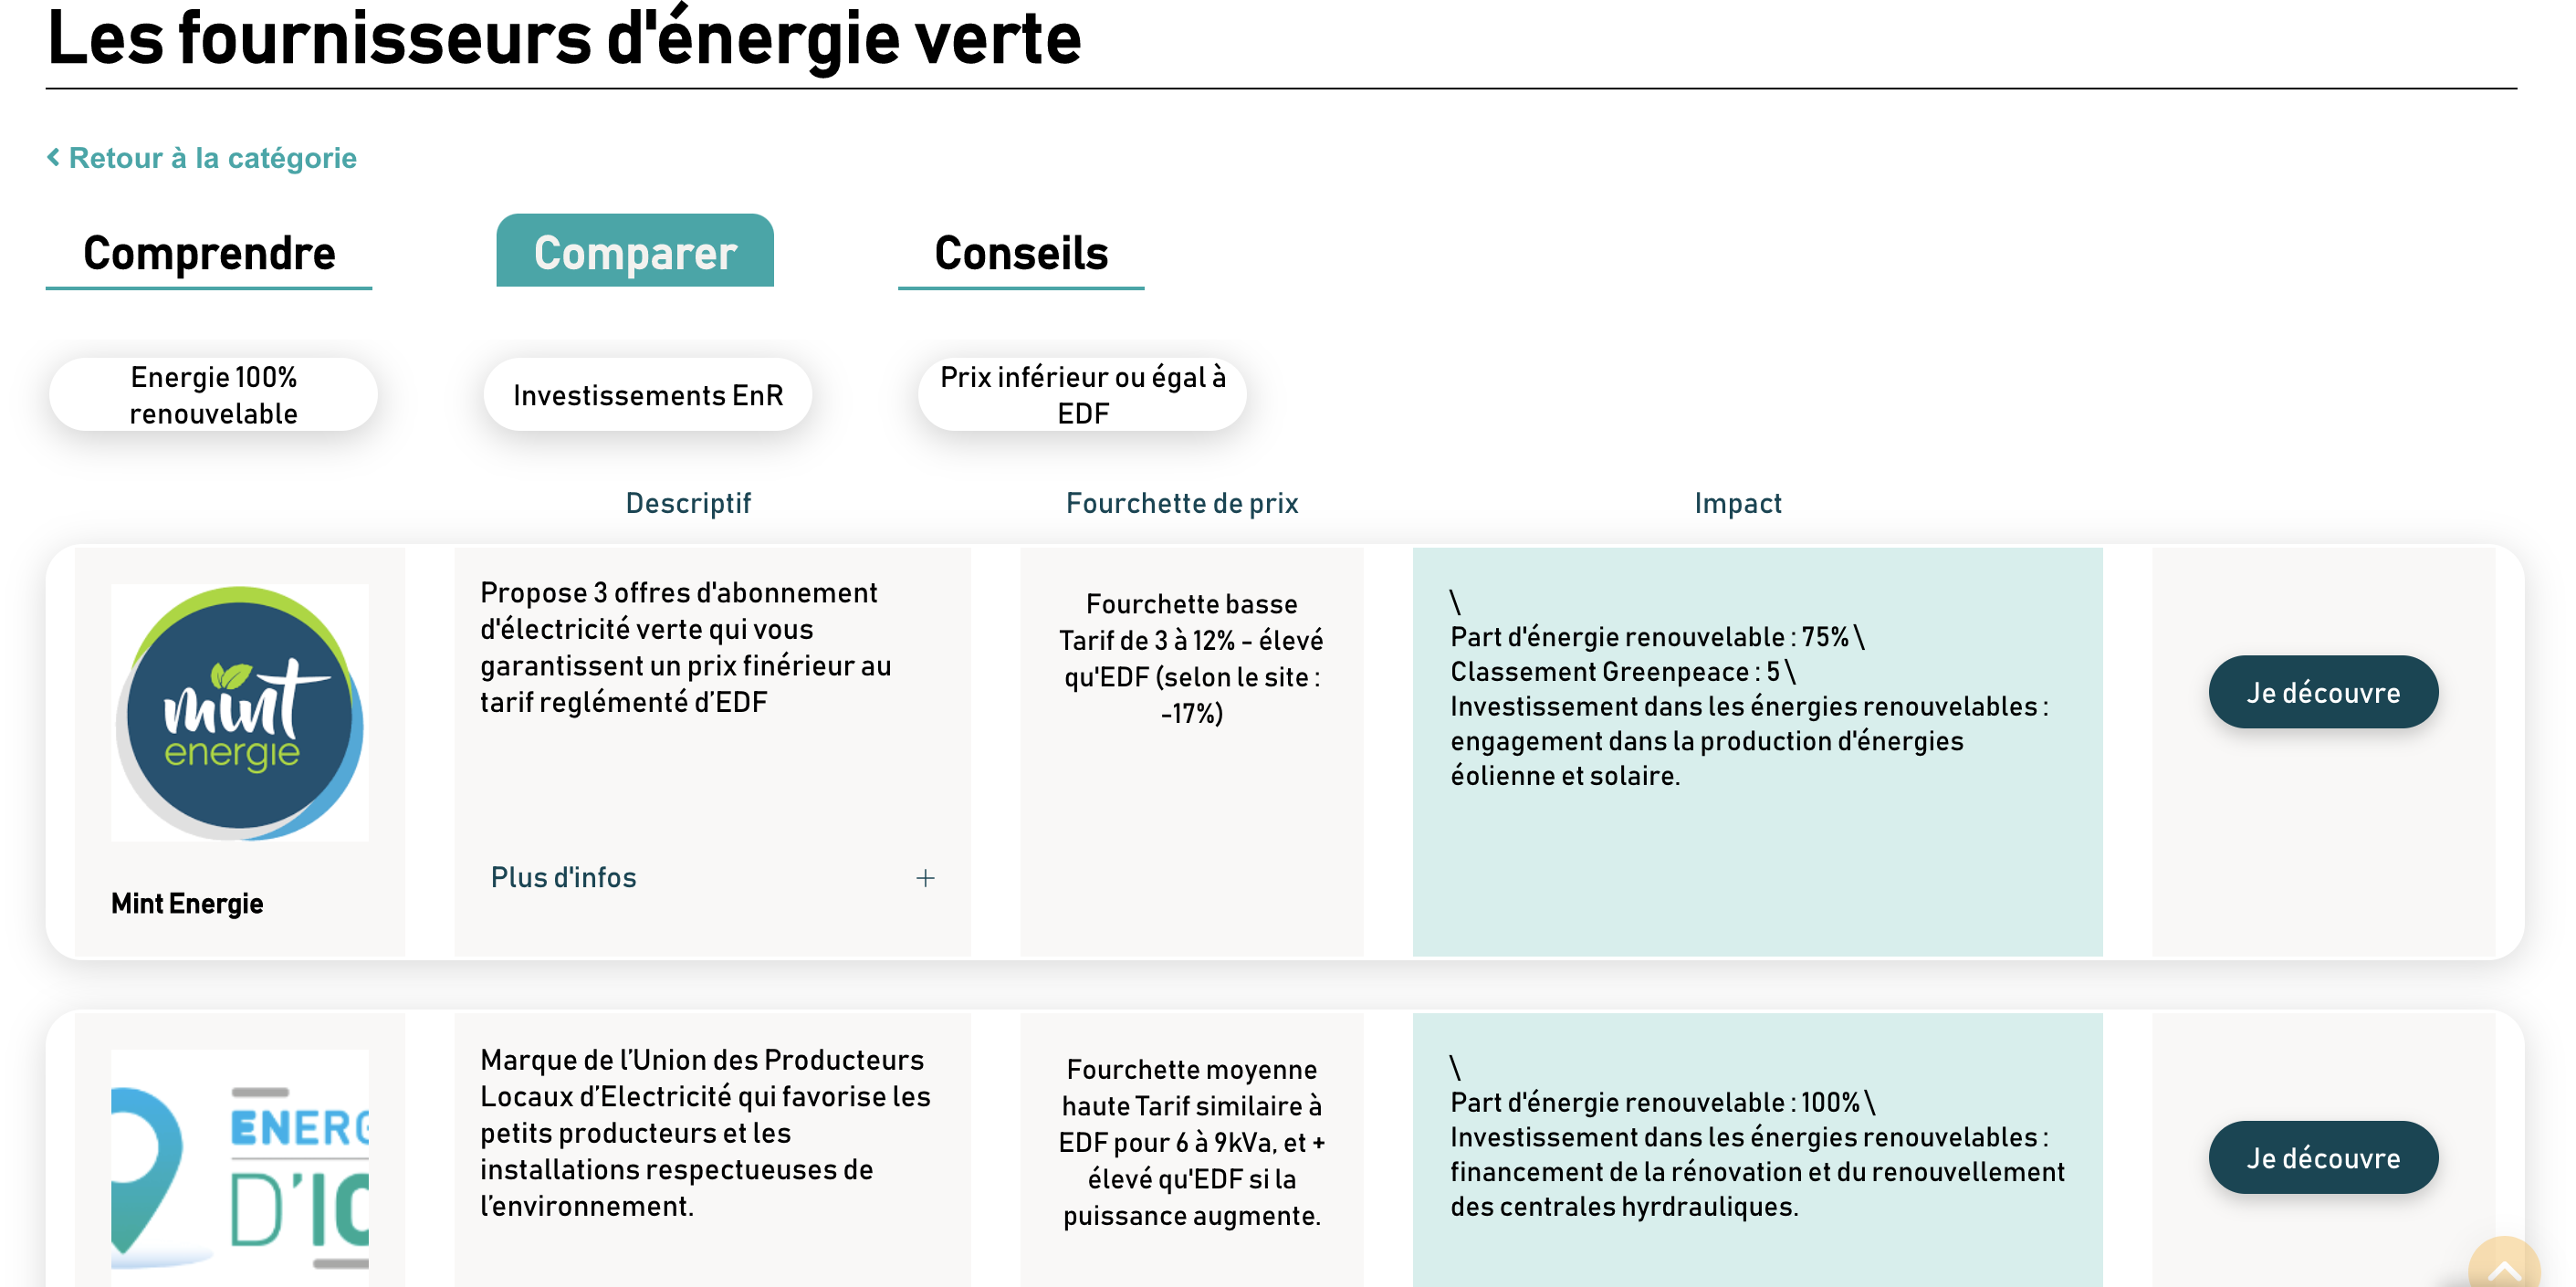 Les fournisseurs d'énergie verte
Retour à la catégorie
Comprendre
Comparer
Conseils
Energie 100%
renouvelable
Investissements EnR
Prix inférieur ou égal à
EDF
Descriptif
Fourchette de prix
Impact
mint
energie
Mint Energie
Propose 3 offres d'abonnement
d'électricité verte qui vous
garantissent un prix finérieur au
tarif reglémenté d’EDF
Plus d'infos
+
Fourchette basse
Tarif de 3 à 12% - élevé
qu'EDF (selon le site :
-17%)
\
Part d'énergie renouvelable : 75% \
Classement Greenpeace : 5 \
Investissement dans les énergies renouvelables :
engagement dans la production d'énergies
éolienne et solaire.
Je découvre
ENERG
D'IC
Marque de l’Union des Producteurs
Locaux d’Electricité qui favorise les
petits producteurs et les
installations respectueuses de
l’environnement.
Fourchette moyenne
haute Tarif similaire à
EDF pour 6 à 9kVa, et +
élevé qu'EDF si la
puissance augmente.
\
Part d'énergie renouvelable : 100% \
Investissement dans les énergies renouvelables :
financement de la rénovation et du renouvellement
des centrales hyrdrauliques.
Je découvre